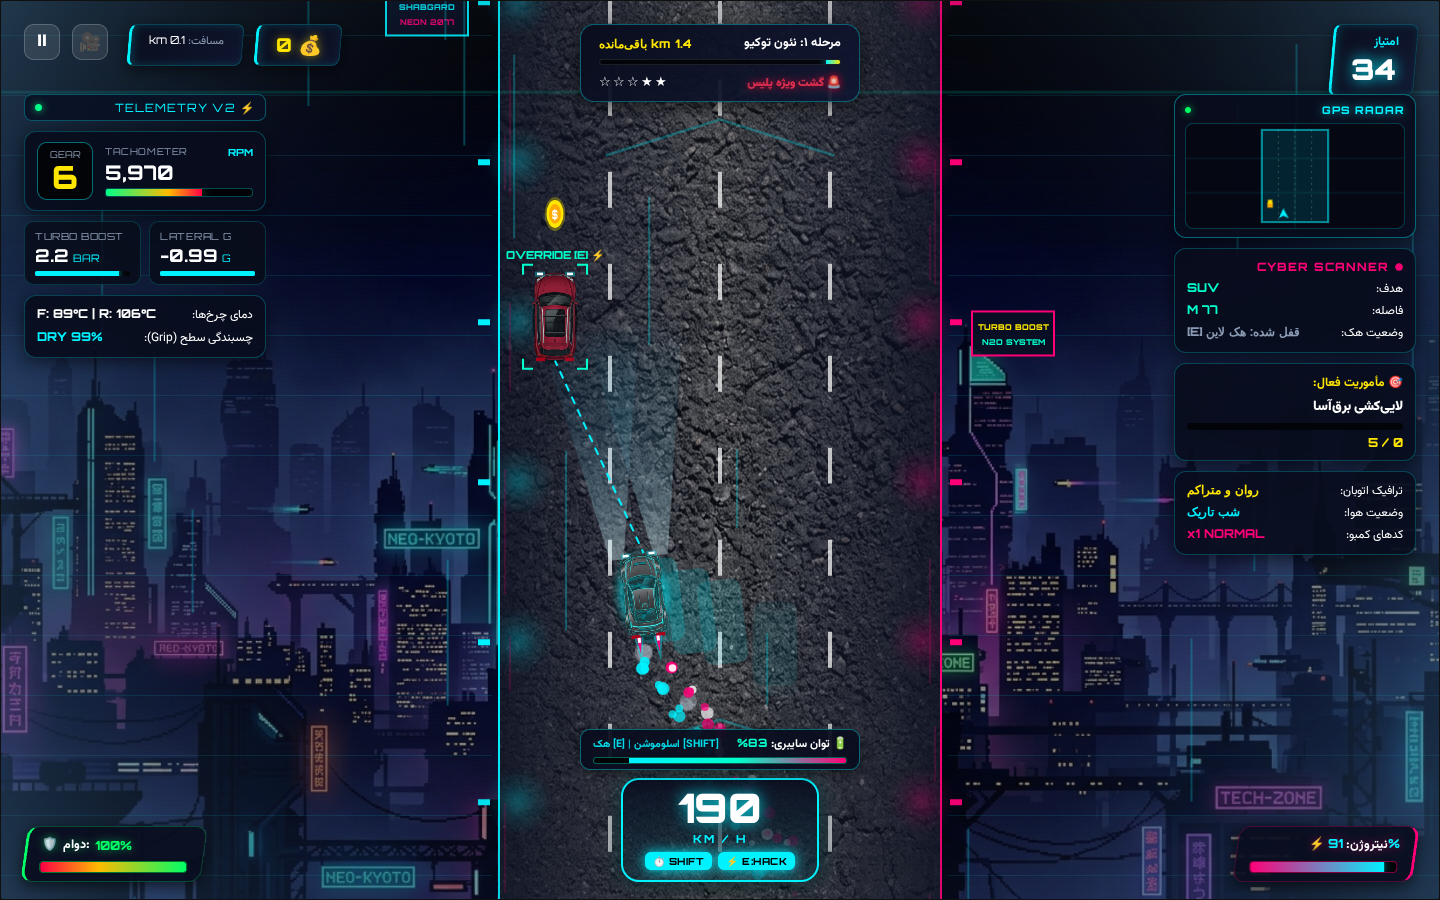 SHABGARD
NEON 2077
مسافت: 0.1 km
0
مرحله ۱: نئون توکیو
1.4 km باقی‌مانده
🚨 گشت ویژه پلیس
★★☆☆☆
امتیاز
34
TELEMETRY V2 ⚡
GEAR
6
TACHOMETER
RPM
5,970
TURBO BOOST
2.2 BAR
LATERAL G
-0.99 G
دمای چرخ‌ها:
F: 89°C | R: 106°C
چسبندگی سطح (Grip):
DRY 99%
GPS RADAR
CYBER SCANNER
هدف:
SUV
فاصله:
77 M
وضعیت هک:
قفل شده: هک لاین [E]
🎯 مأموریت فعال:
لایی‌کشی برق‌آسا
0 / 5
ترافیک اتوبان:
روان و متراکم
وضعیت هوا:
شب تاریک
کدهای کمبو:
x1 NORMAL
OVERRIDE [E] ⚡
TURBO BOOST
N2O SYSTEM
NEO-KYOTO
NEO-KYOTO
TECH-ZONE
ZONE
🔋 توان سایبری: 83%
[SHIFT] اسلوموشن | [E] هک
190
KM / H
SHIFT
⚡ E:HACK
🛡️ دوام: 100%
نیتروژن: 91% ⚡